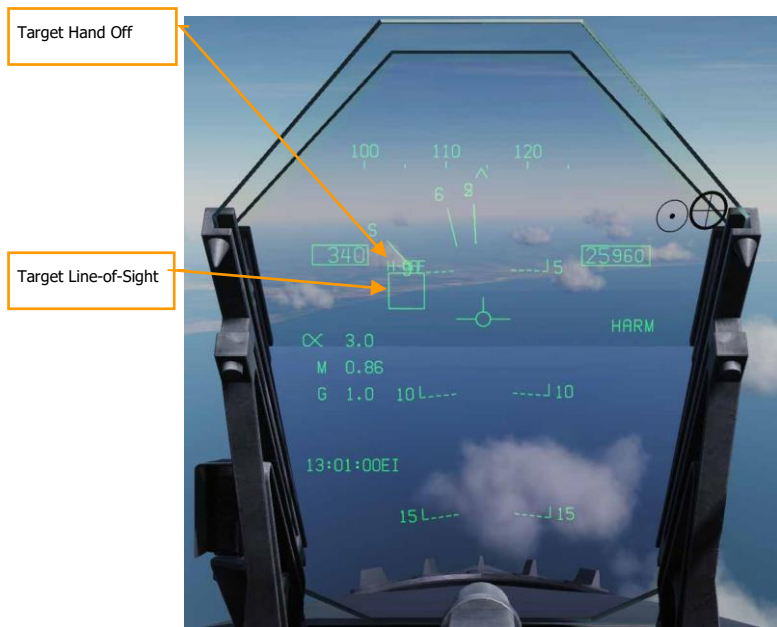 Target Hand Off
100 110 120
6
S
340 25960
5
Target Line-of-Sight
HARM
α 3.0
M 0.86
G 1.0 10 10
13:01:00EI
15 15